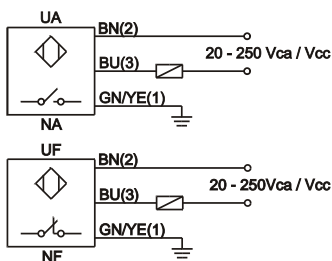 UA
BN(2)
BU(3)
20 - 250 Vca / Vcc
GN/YE(1)
NA
UF
BN(2)
BU(3)
20 - 250Vca / Vcc
GN/YE(1)
NF